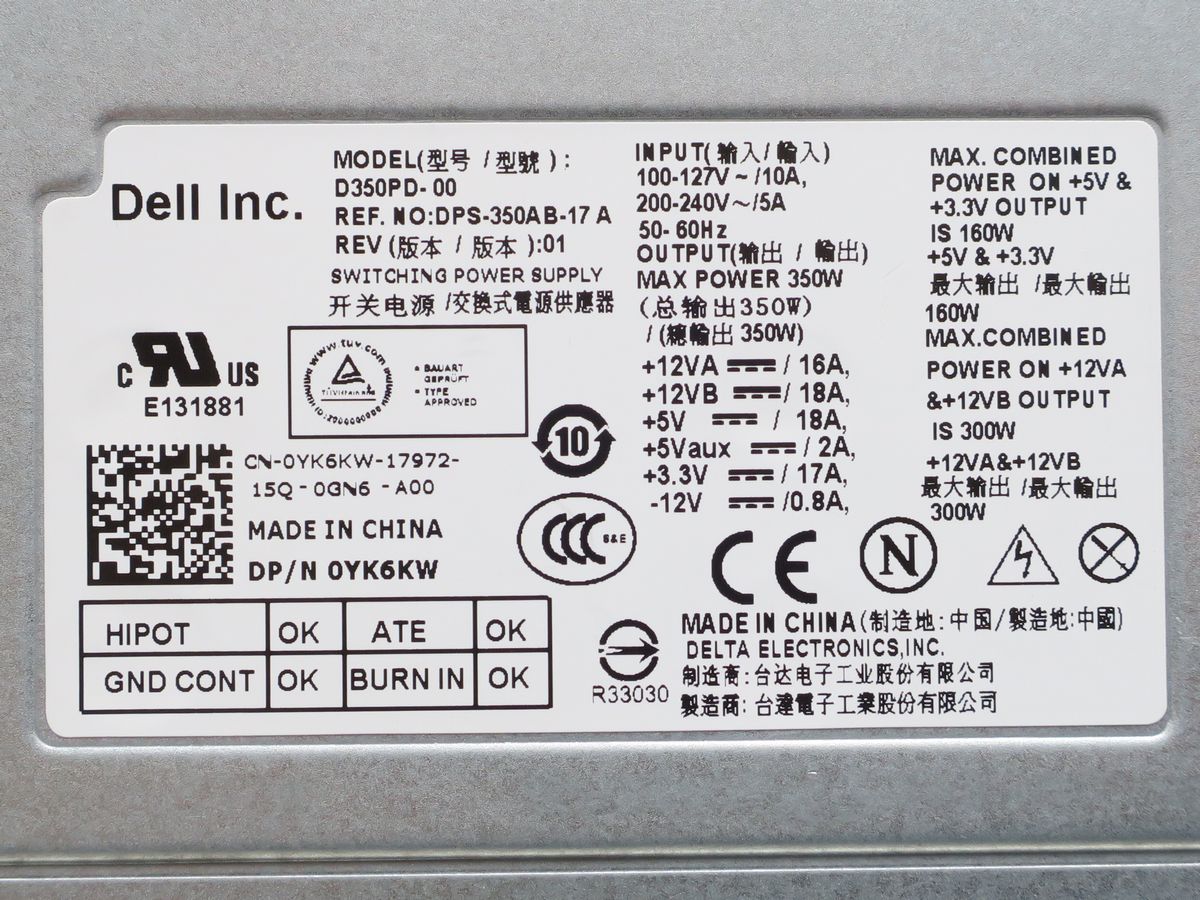 Dell Inc.
MODEL(型号 / 型號 ) :
D350PD- 00
REF. NO:DPS-350AB-17 A
REV (版本 / 版本 ):01
SWITCHING POWER SUPPLY
开关电源 /交換式電源供應器
C US
E131881
www.tuv.com
TÜVRheinland
• BAUART
GEPRÜFT
• TYPE
APPROVED
10
CN-0YK6KW-17972-
15Q - 0GN6 - A00
MADE IN CHINA
DP/N 0YK6KW
S&E
HIPOT OK ATE OK
GND CONT OK BURN IN OK
INPUT( 输入/ 輸入)
100-127V ~ /10A,
200-240V~/5A
50- 60Hz
OUTPUT(输出 / 輸出)
MAX POWER 350W
(总输出350W)
/ (總輸出 350W)
+12VA ⎓ / 16A,
+12VB ⎓ / 18A,
+5V ⎓ / 18A,
+5Vaux ⎓ / 2A,
+3.3V ⎓ / 17A,
-12V ⎓ /0.8A,
MAX. COMBINED
POWER ON +5V &
+3.3V OUTPUT
IS 160W
+5V & +3.3V
最大输出 /最大輸出
160W
MAX.COMBINED
POWER ON +12VA
&+12VB OUTPUT
IS 300W
+12VA&+12VB
最大输出 /最大輸出
300W
CE
N
R33030
MADE IN CHINA(制造地: 中国/製造地:中國)
DELTA ELECTRONICS,INC.
制造商: 台达电子工业股份有限公司
製造商: 台達電子工業股份有限公司